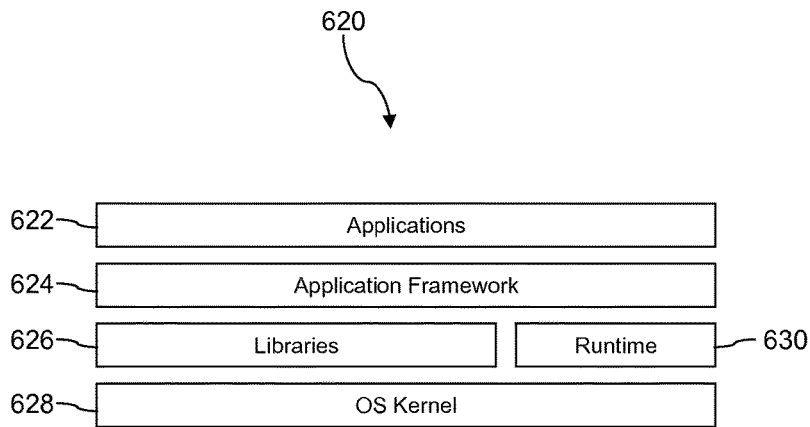 620
622 Applications
624 Application Framework
626 Libraries Runtime 630
628 OS Kernel